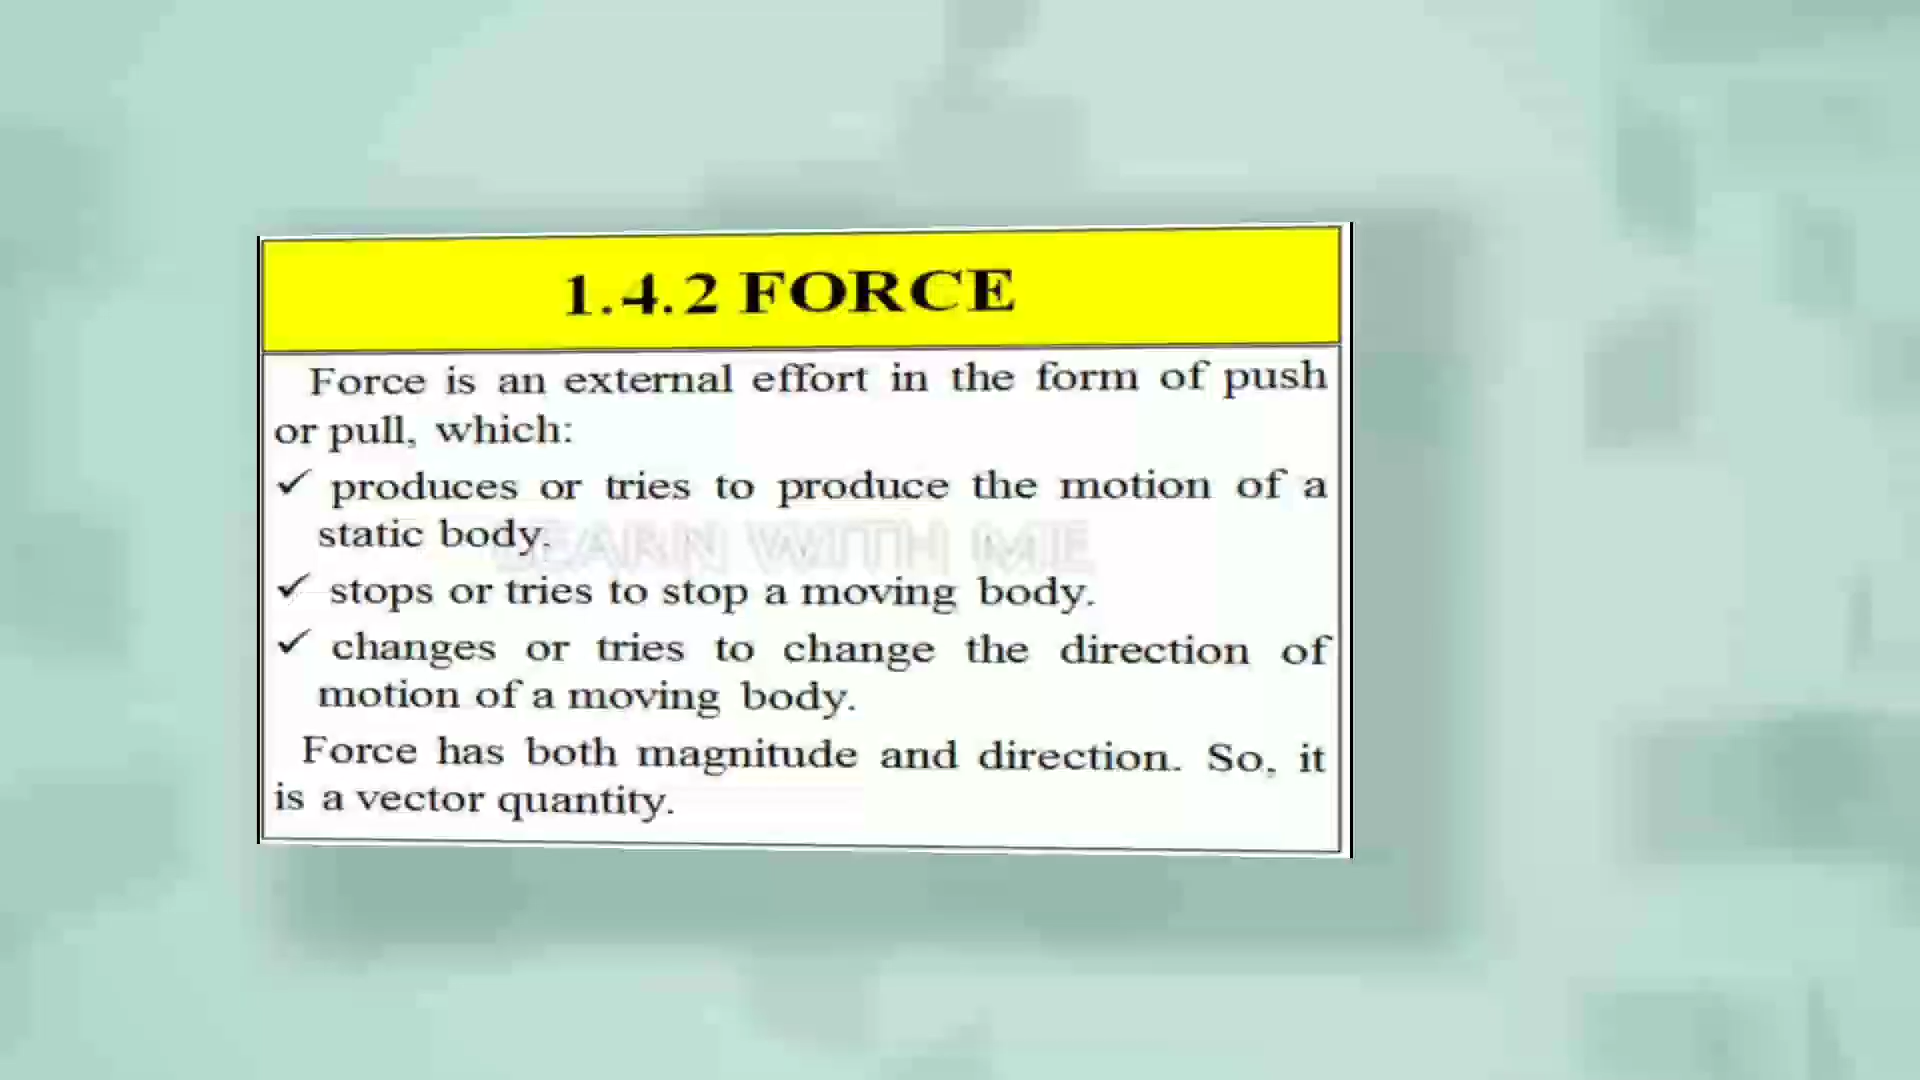 1.4.2 FORCE
Force is an external effort in the form of push
or pull, which:
✓ produces or tries to produce the motion of a
static body.
LEARN WITH ME
✓ stops or tries to stop a moving body.
✓ changes or tries to change the direction of
motion of a moving body.
Force has both magnitude and direction. So, it
is a vector quantity.